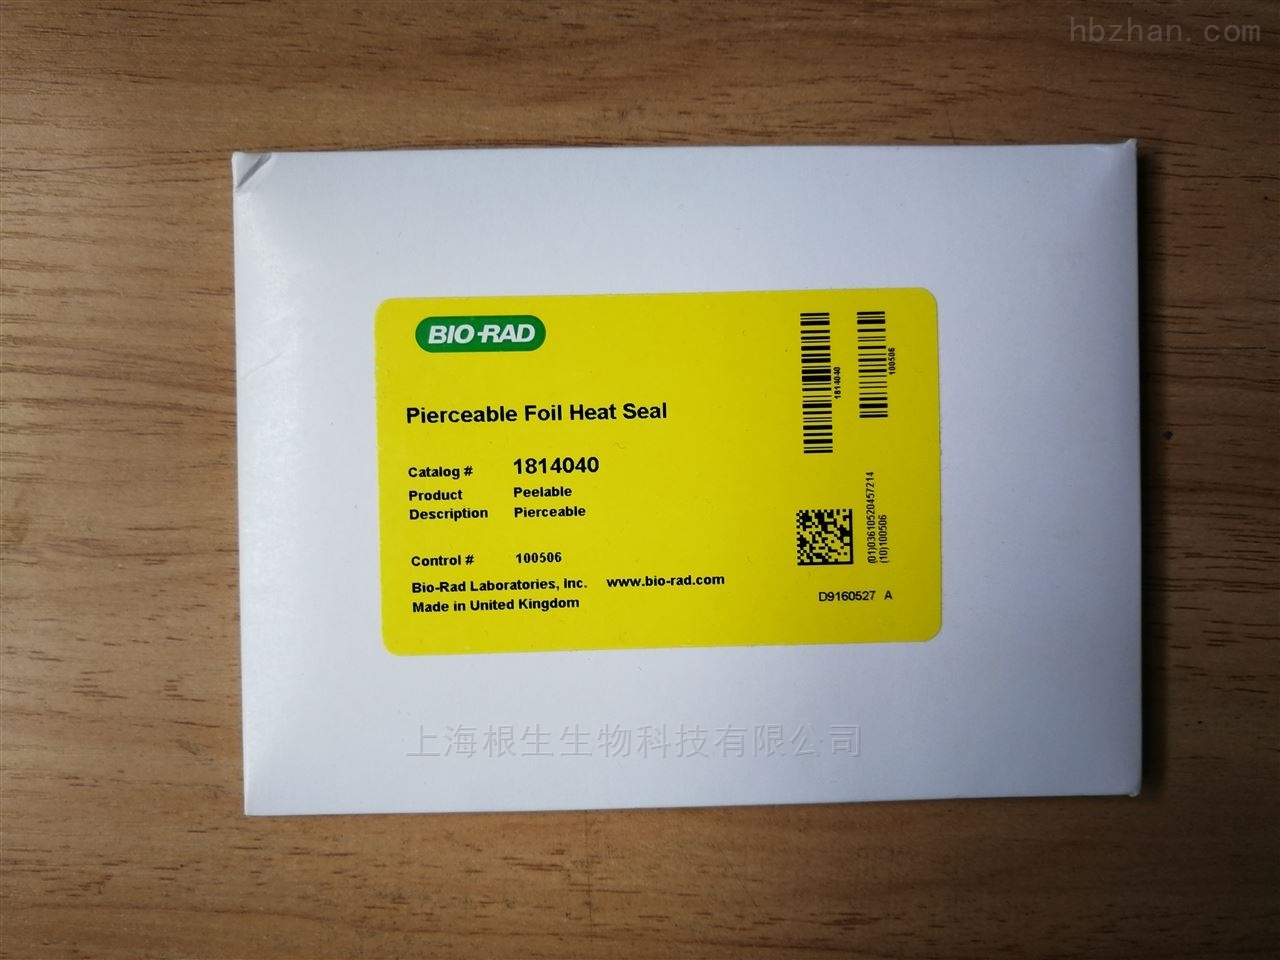 hbzhan.com
BIO-RAD
Pierceable Foil Heat Seal
Catalog # 1814040
Product Peelable
Description Pierceable
Control # 100506
Bio-Rad Laboratories, Inc. www.bio-rad.com
Made in United Kingdom
1814040
100506
(01)03610520457214
(10)100506
D9160527 A
上海根生生物科技有限公司